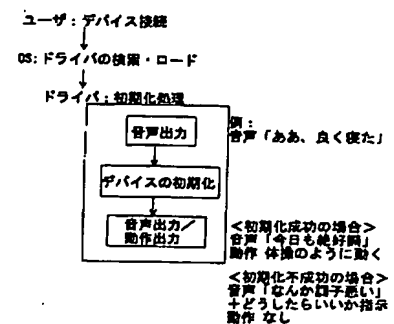 ユーザ：デバイス接続
OS：ドライバの検索・ロード
ドライバ：初期化処理
音声出力
例：
音声「ああ、良く寝た」
デバイスの初期化
音声出力／
動作出力
＜初期化成功の場合＞
音声「今日も絶好調」
動作 体操のように動く
＜初期化不成功の場合＞
音声「なんか調子悪い」
＋どうしたらいいか指示
動作 なし